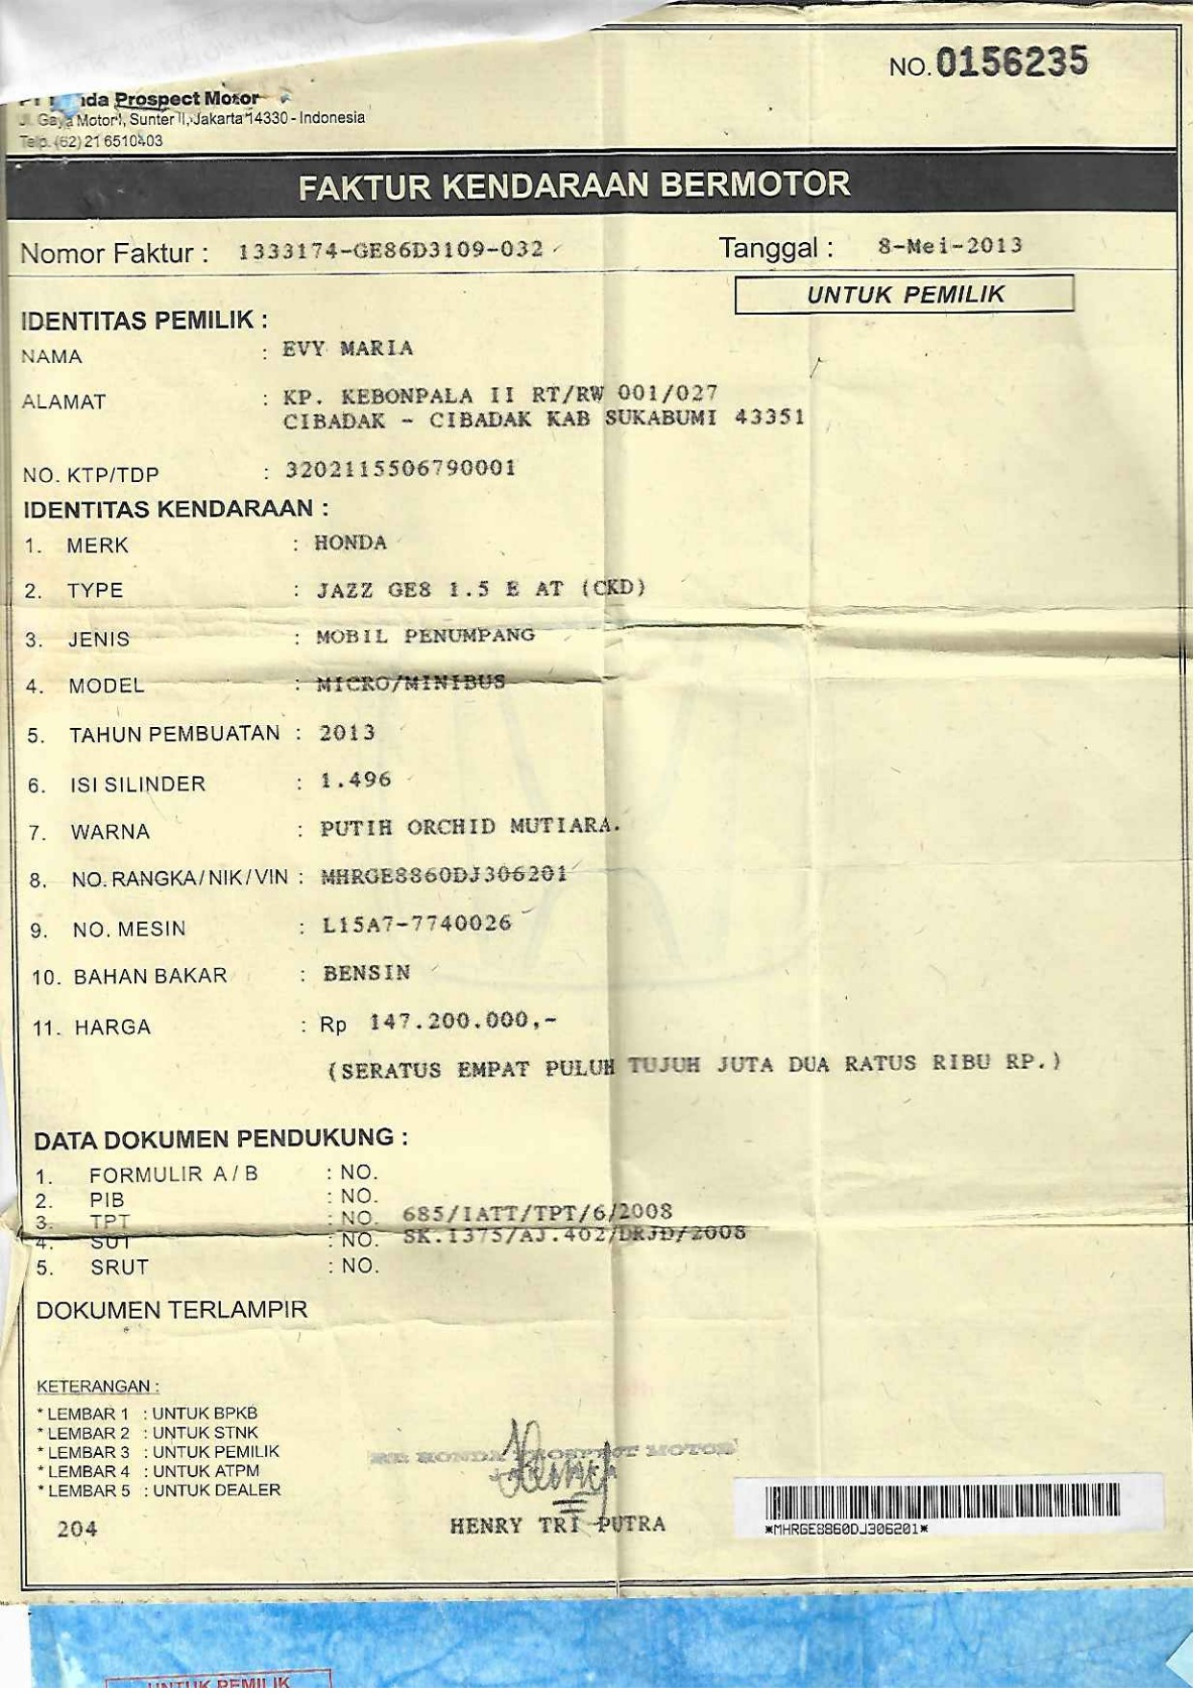 NO. 0156235
Prospect Motor
Jl. Gaya Motor I, Sunter II, Jakarta 14330 - Indonesia
Telp. (62) 21 6510403
FAKTUR KENDARAAN BERMOTOR
Nomor Faktur : 1333174-GE86D3109-032 Tanggal : 8-Mei-2013
UNTUK PEMILIK
IDENTITAS PEMILIK :
NAMA : EVY MARIA
ALAMAT : KP. KEBONPALA II RT/RW 001/027
CIBADAK - CIBADAK KAB SUKABUMI 43351
NO. KTP/TDP : 3202115506790001
IDENTITAS KENDARAAN :
1. MERK : HONDA
2. TYPE : JAZZ GE8 1.5 E AT (CKD)
3. JENIS : MOBIL PENUMPANG
4. MODEL : MICRO/MINIBUS
5. TAHUN PEMBUATAN : 2013
6. ISI SILINDER : 1.496
7. WARNA : PUTIH ORCHID MUTIARA.
8. NO. RANGKA/NIK/VIN : MHRGE8860DJ306201
9. NO. MESIN : L15A7-7740026
10. BAHAN BAKAR : BENSIN
11. HARGA : Rp 147.200.000,-
(SERATUS EMPAT PULUH TUJUH JUTA DUA RATUS RIBU RP.)
DATA DOKUMEN PENDUKUNG :
1. FORMULIR A / B : NO.
2. PIB : NO.
3. TPT : NO. 685/IATT/TPT/6/2008
4. SUT : NO. SK.1375/AJ.402/DRJD/2008
5. SRUT : NO.
DOKUMEN TERLAMPIR
KETERANGAN :
* LEMBAR 1 : UNTUK BPKB
* LEMBAR 2 : UNTUK STNK
* LEMBAR 3 : UNTUK PEMILIK
* LEMBAR 4 : UNTUK ATPM
* LEMBAR 5 : UNTUK DEALER
PT. HONDA PROSPECT MOTOR
204
HENRY TRI PUTRA
*MHRGE8860DJ306201*
UNTUK PEMILIK